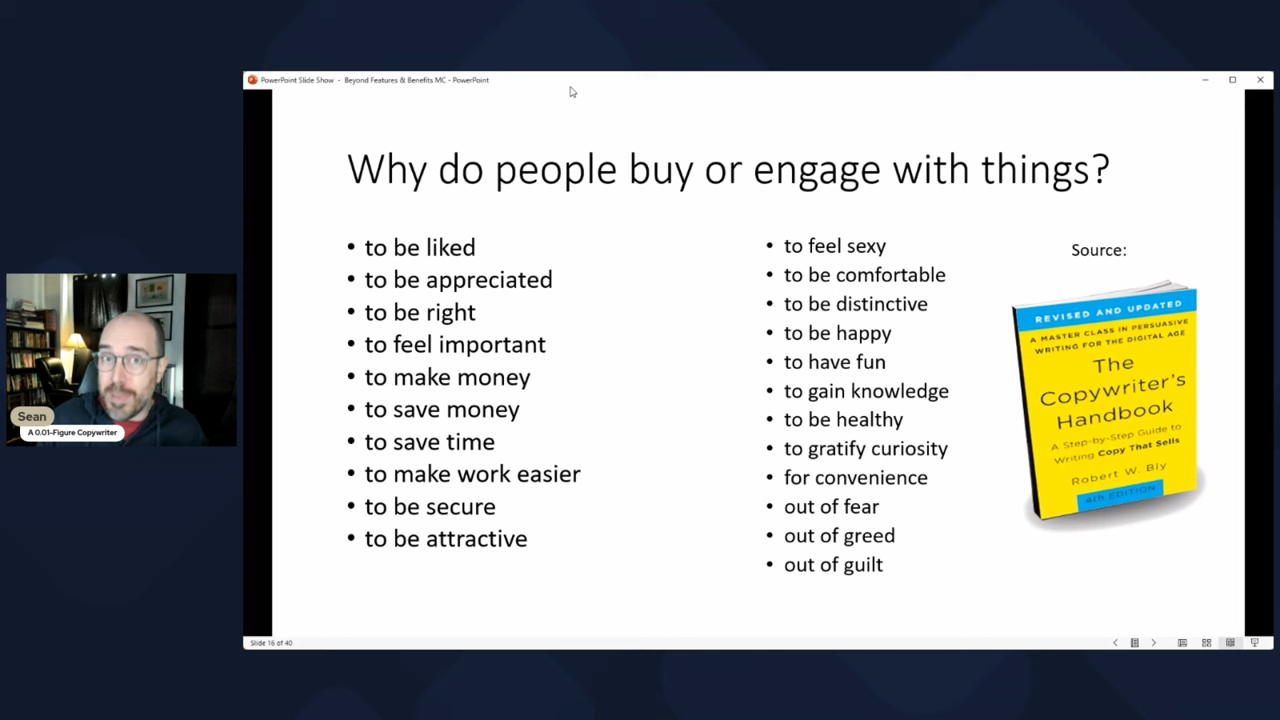 PowerPoint Slide Show - Beyond Features & Benefits MC - PowerPoint
Why do people buy or engage with things?
• to be liked
• to be appreciated
• to be right
• to feel important
• to make money
• to save money
• to save time
• to make work easier
• to be secure
• to be attractive
• to feel sexy
• to be comfortable
• to be distinctive
• to be happy
• to have fun
• to gain knowledge
• to be healthy
• to gratify curiosity
• for convenience
• out of fear
• out of greed
• out of guilt
Source:
REVISED AND UPDATED
A MASTER CLASS IN PERSUASIVE
WRITING FOR THE DIGITAL AGE
The
Copywriter's
Handbook
A Step-by-Step Guide to
Writing Copy That Sells
Robert W. Bly
4th EDITION
Sean
A 0.01-Figure Copywriter
Slide 16 of 40